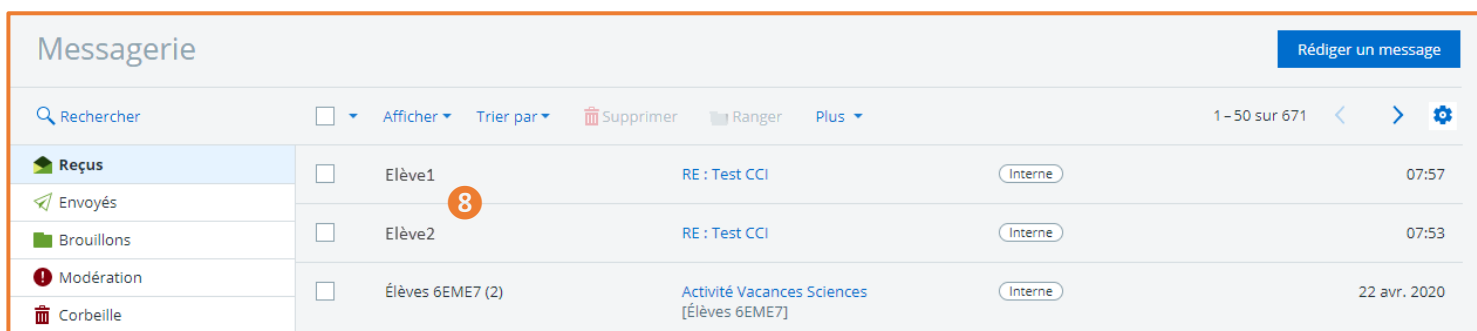 Messagerie
Rédiger un message
Rechercher
Afficher Trier par Supprimer Ranger Plus 1 – 50 sur 671
Reçus
Envoyés
Brouillons
Modération
Corbeille
Elève1 RE : Test CCI Interne 07:57
8
Elève2 RE : Test CCI Interne 07:53
Élèves 6EME7 (2) Activité Vacances Sciences Interne 22 avr. 2020
[Élèves 6EME7]